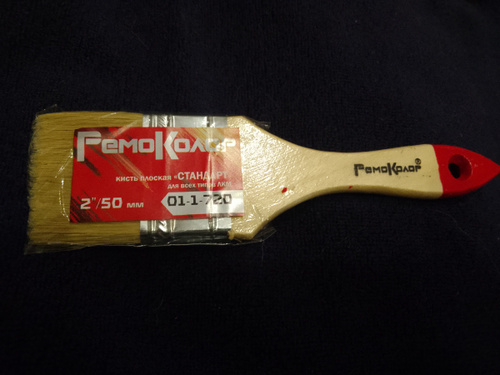 РемоКолор
кисть плоская «СТАНДАРТ»
для всех типов ЛКМ
2"/50 мм
01-1-720
РемоКолор®